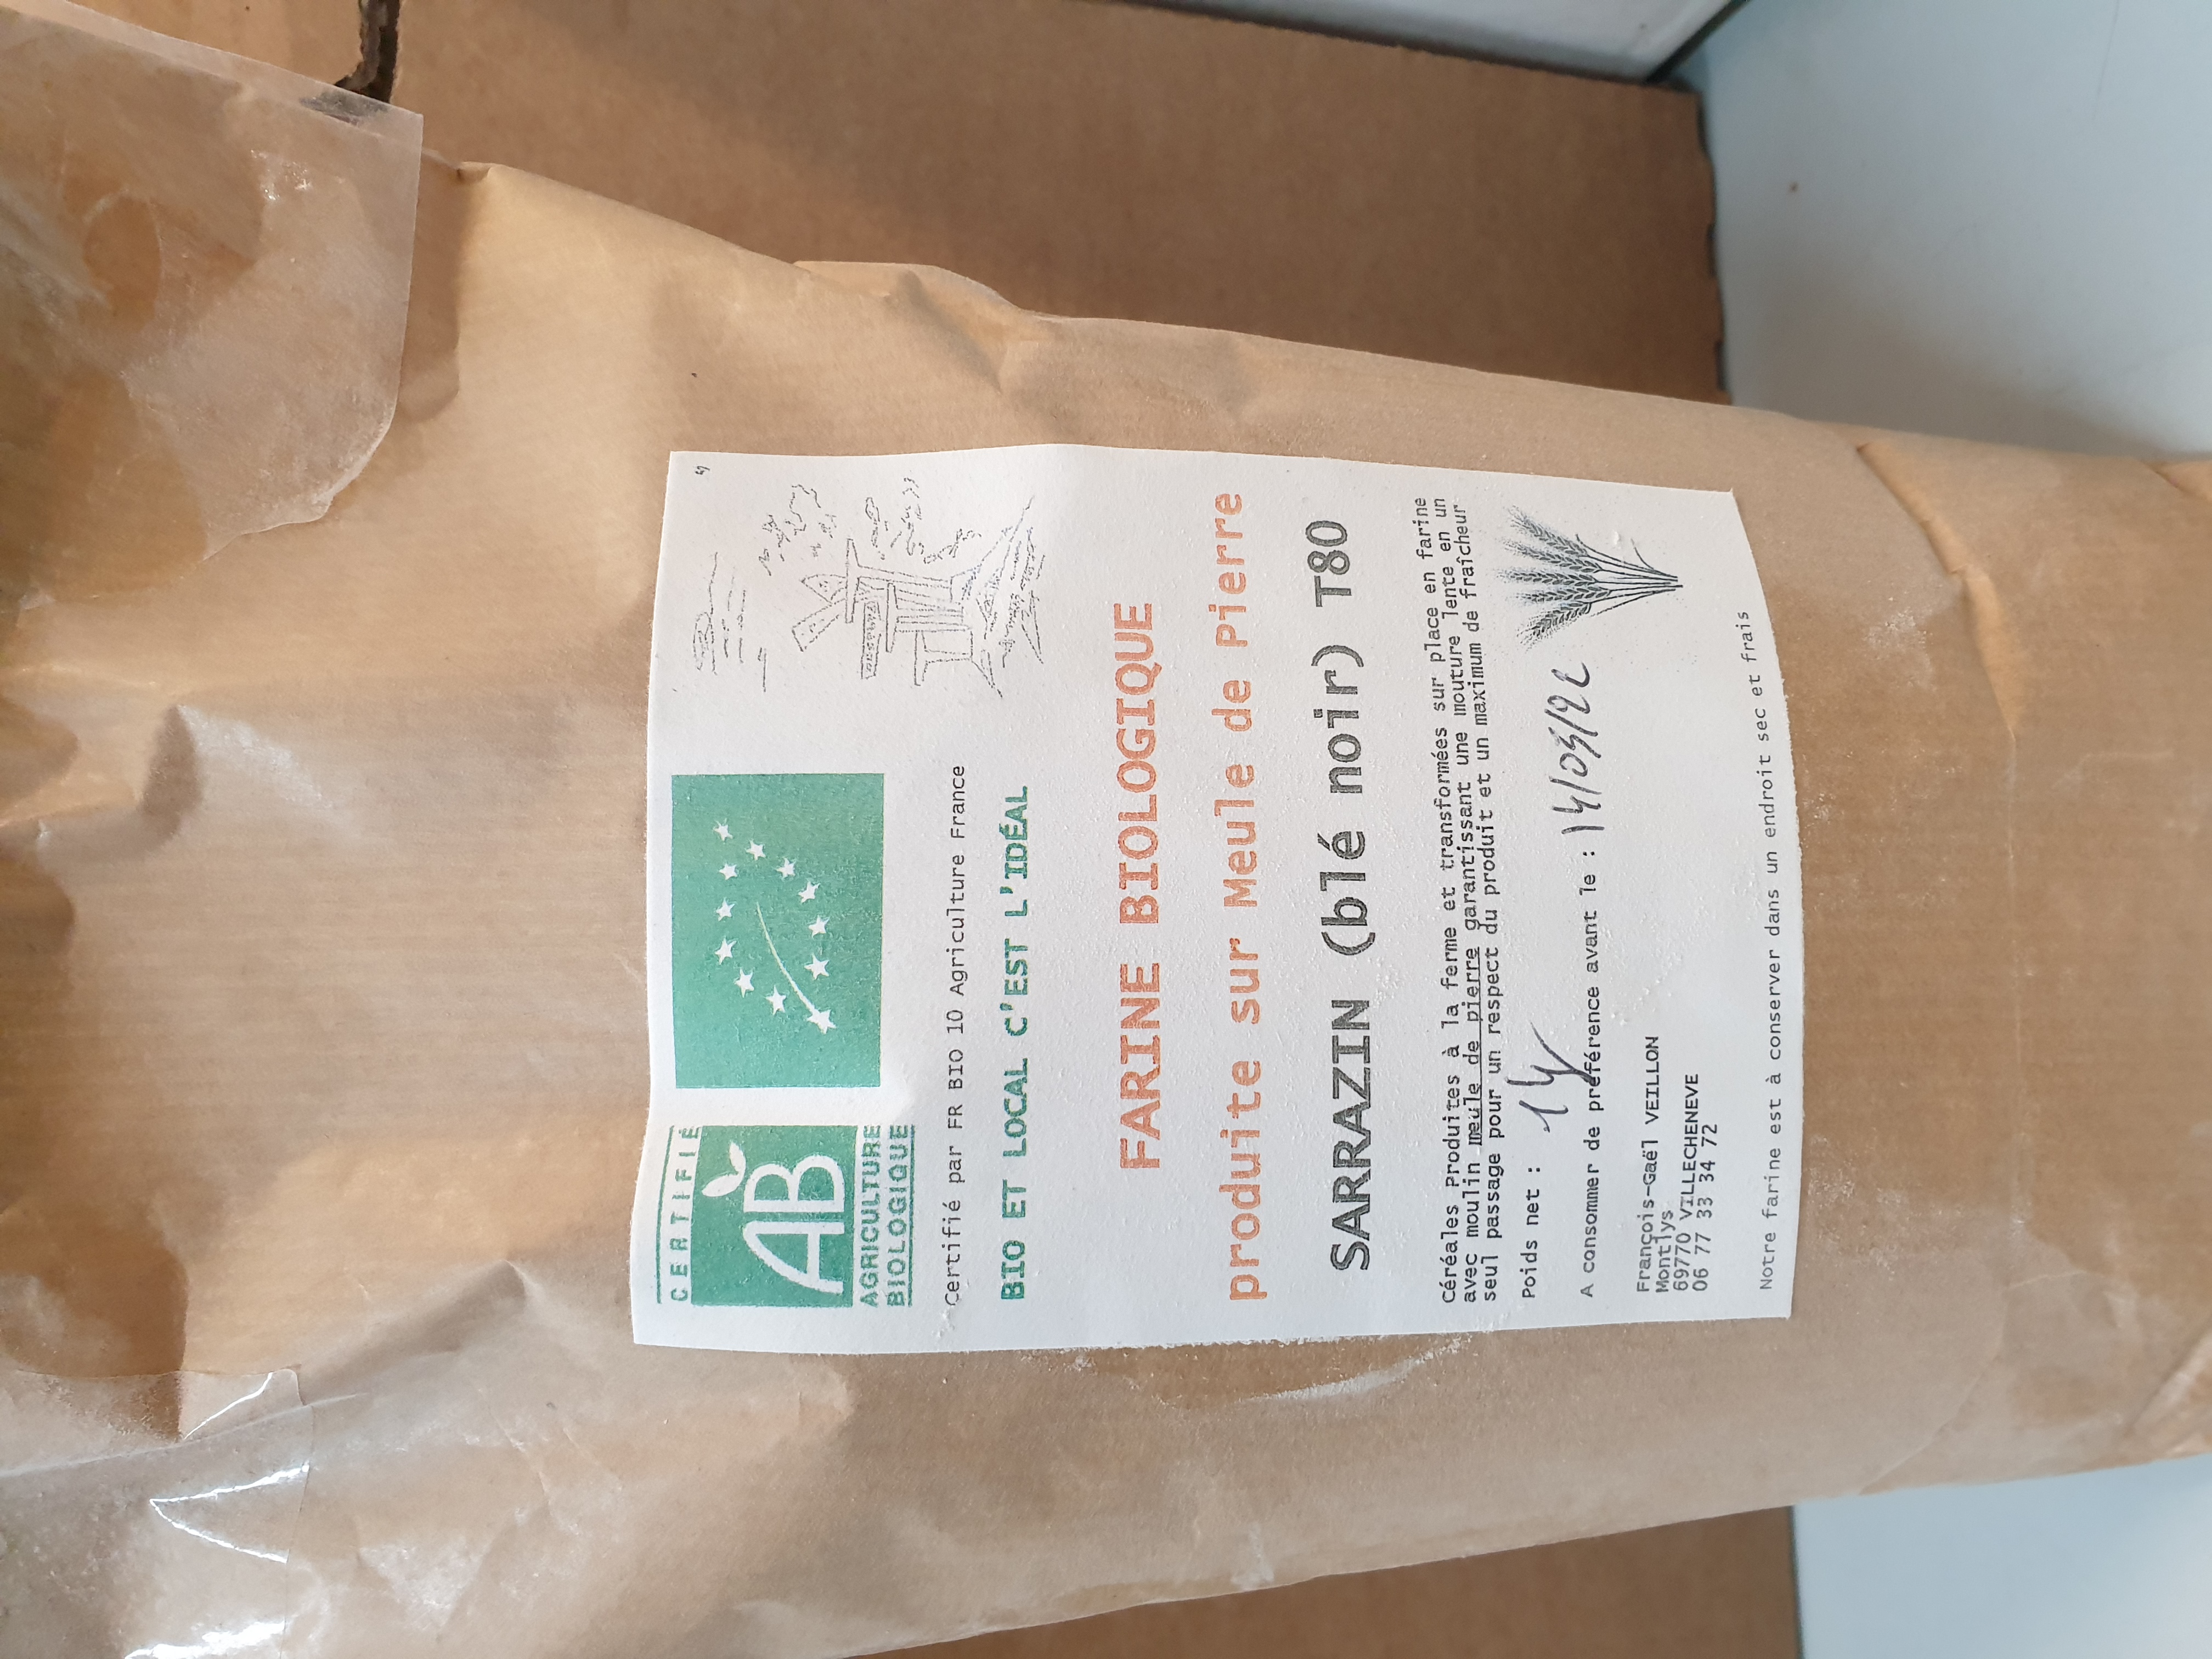 CERTIFIÉ
AB
AGRICULTURE
BIOLOGIQUE
Certifié par FR BIO 10 Agriculture France
BIO ET LOCAL C'EST L'IDÉAL
FARINE BIOLOGIQUE
produite sur Meule de Pierre
SARRAZIN (blé noir) T80
Céréales Produites à la ferme et transformées sur place en farine
avec moulin meule de pierre garantissant une mouture lente en un
seul passage pour un respect du produit et un maximum de fraîcheur
Poids net :
A consommer de préférence avant le : 14/03/22
François-Gaël VEILLON
Montlys
69770 VILLECHENEVE
06 77 33 34 72
Notre farine est à conserver dans un endroit sec et frais